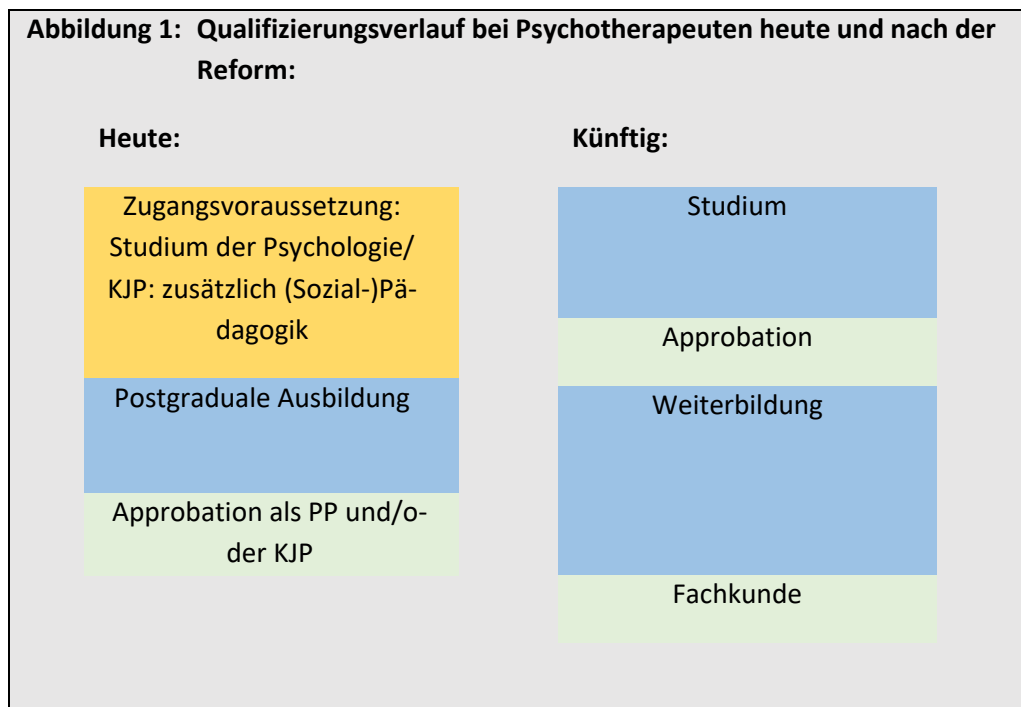 Abbildung 1: Qualifizierungsverlauf bei Psychotherapeuten heute und nach der
Reform:
Heute:
Zugangsvoraussetzung:
Studium der Psychologie/
KJP: zusätzlich (Sozial-)Pä-
dagogik
Postgraduale Ausbildung
Approbation als PP und/o-
der KJP
Künftig:
Studium
Approbation
Weiterbildung
Fachkunde